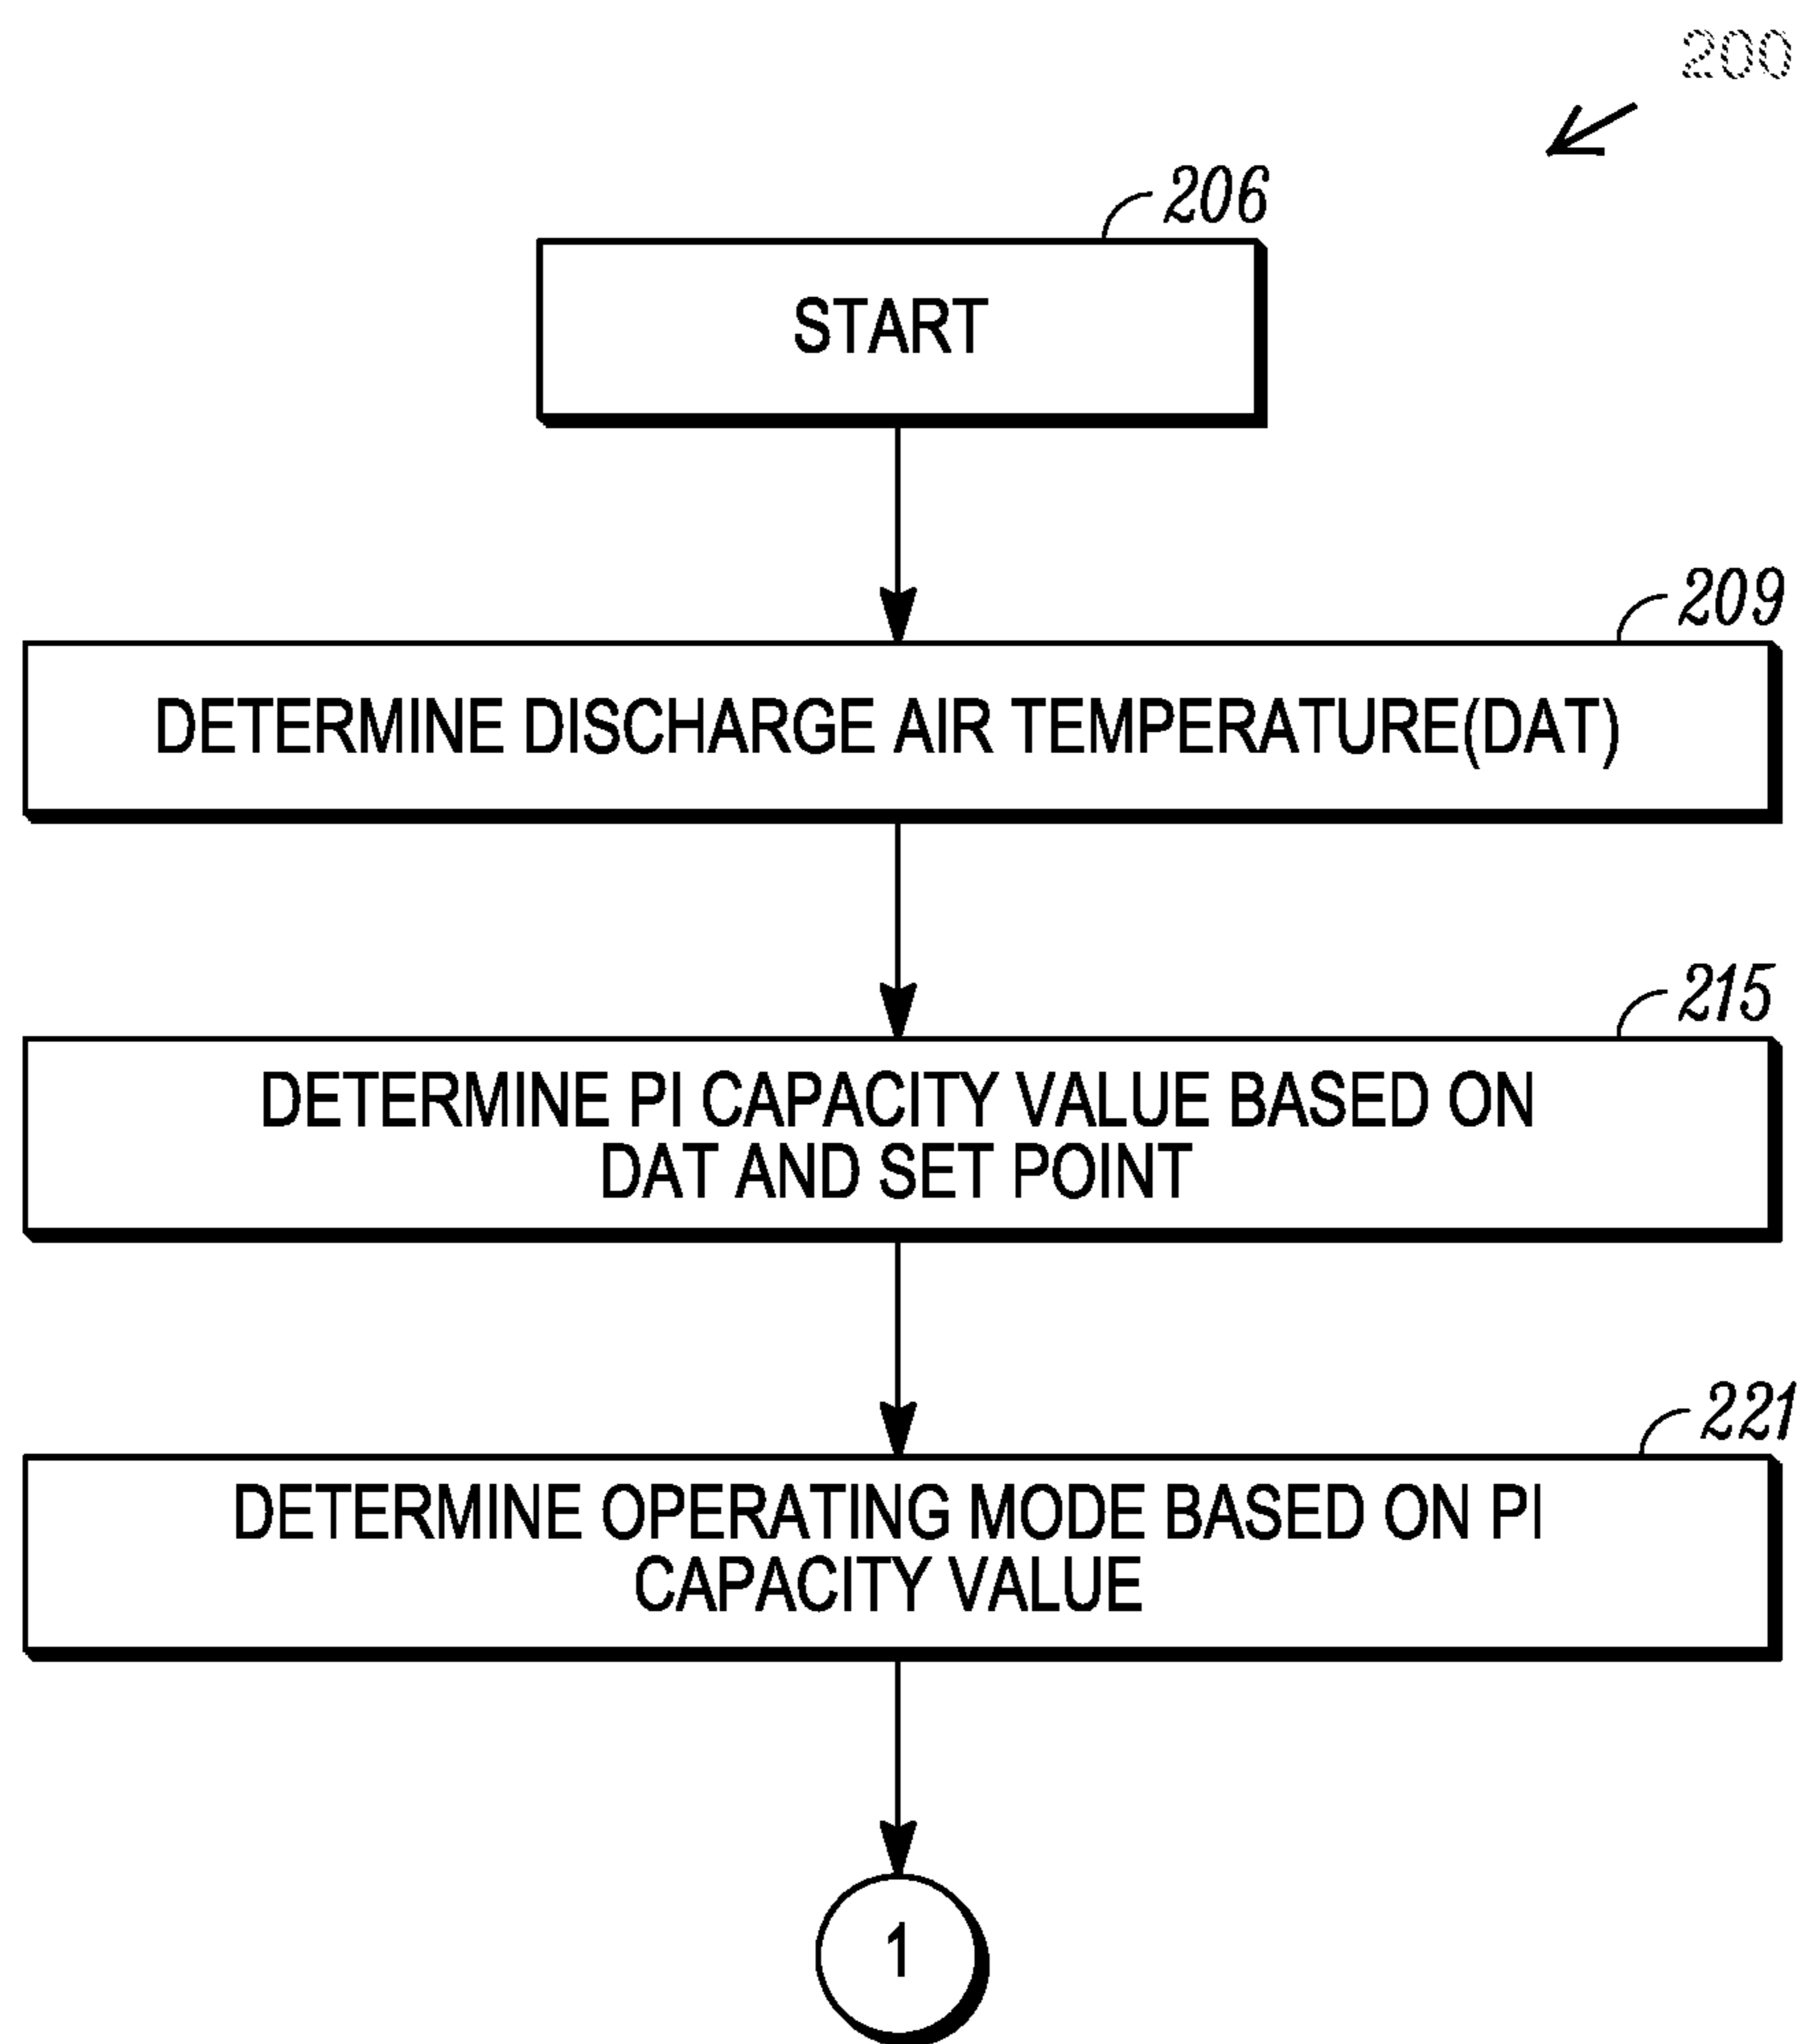 200
206
START
209
DETERMINE DISCHARGE AIR TEMPERATURE(DAT)
215
DETERMINE PI CAPACITY VALUE BASED ON
DAT AND SET POINT
221
DETERMINE OPERATING MODE BASED ON PI
CAPACITY VALUE
1